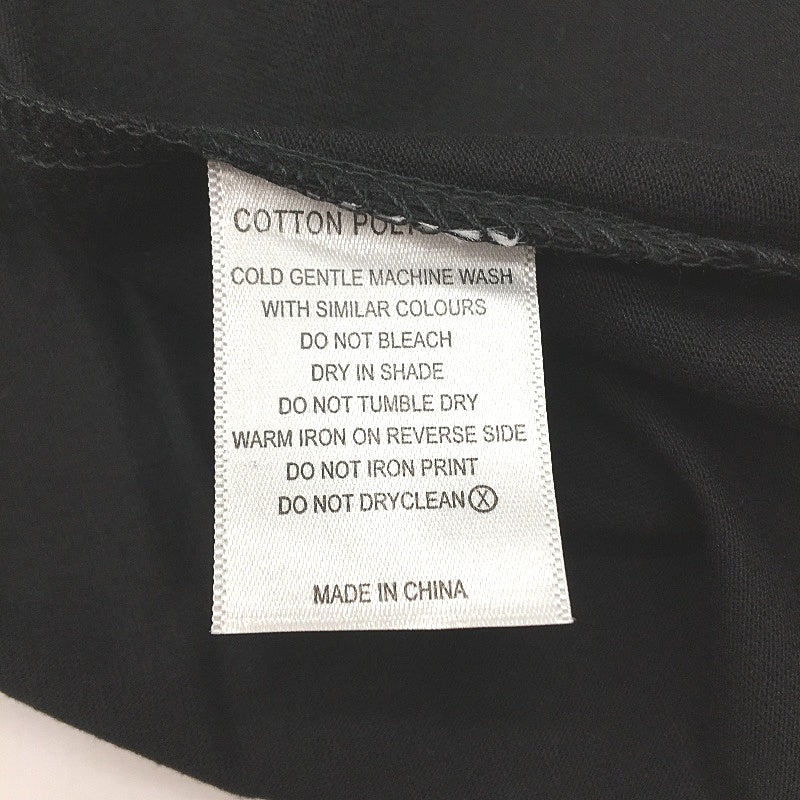 COTTON
COLD GENTLE MACHINE WASH
WITH SIMILAR COLOURS
DO NOT BLEACH
DRY IN SHADE
DO NOT TUMBLE DRY
WARM IRON ON REVERSE SIDE
DO NOT IRON PRINT
DO NOT DRYCLEAN Ⓧ
MADE IN CHINA